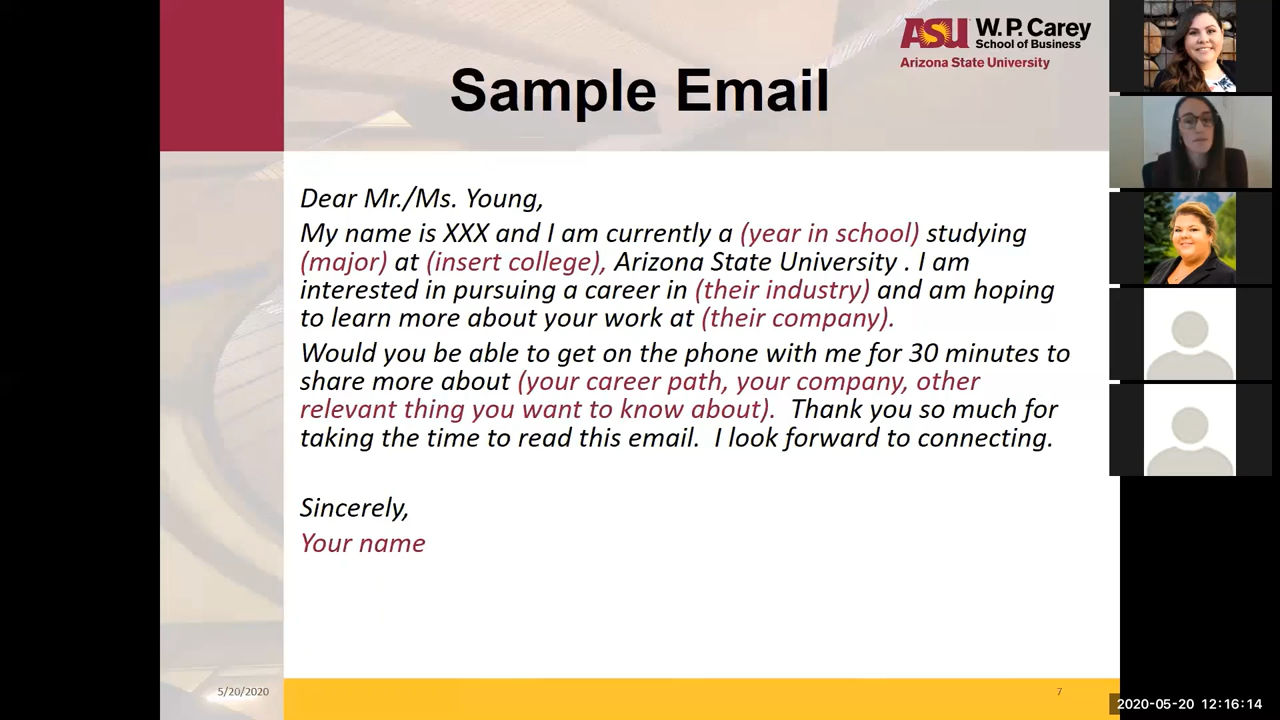 ASU W. P. Carey
School of Business
Arizona State University
Sample Email
Dear Mr./Ms. Young,
My name is XXX and I am currently a (year in school) studying
(major) at (insert college), Arizona State University . I am
interested in pursuing a career in (their industry) and am hoping
to learn more about your work at (their company).
Would you be able to get on the phone with me for 30 minutes to
share more about (your career path, your company, other
relevant thing you want to know about).  Thank you so much for
taking the time to read this email.  I look forward to connecting.
Sincerely,
Your name
5/20/2020
7
2020-05-20 12:16:14